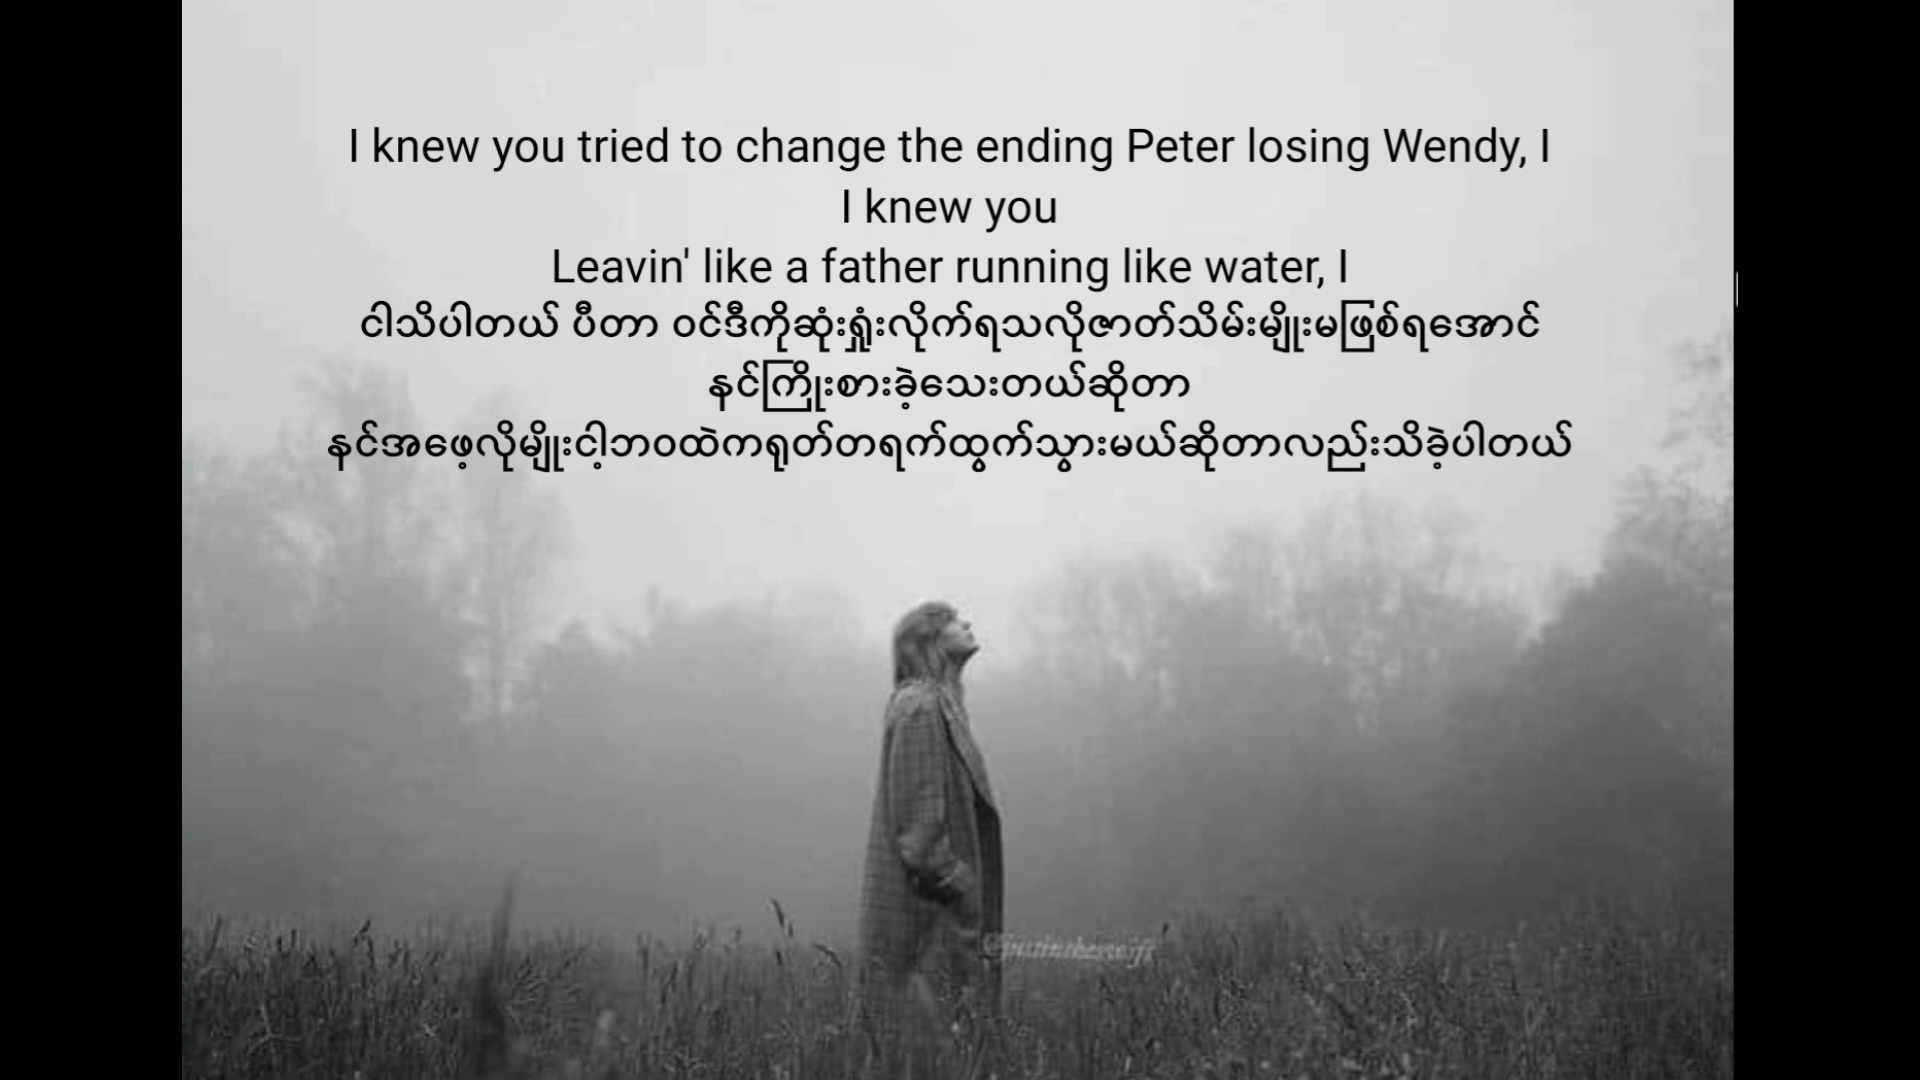 I knew you tried to change the ending Peter losing Wendy, I
I knew you
Leavin' like a father running like water, I
ငါသိပါတယ် ပီတာ ဝင်ဒီကိုဆုံးရှုံးလိုက်ရသလိုဇာတ်သိမ်းမျိုးမဖြစ်ရအောင်
နင်ကြိုးစားခဲ့သေးတယ်ဆိုတာ
နင်အဖေ့လိုမျိုးငါ့ဘဝထဲကရုတ်တရက်ထွက်သွားမယ်ဆိုတာလည်းသိခဲ့ပါတယ်